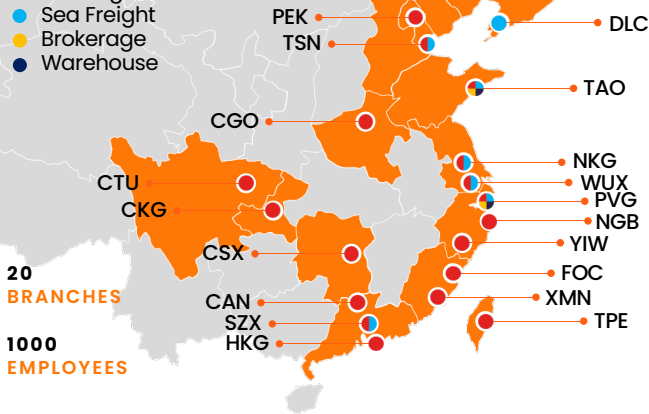 Sea Freight
Brokerage
Warehouse
PEK
TSN
DLC
TAO
CGO
NKG
CTU
WUX
PVG
CKG
NGB
YIW
CSX
20
BRANCHES
FOC
CAN
XMN
SZX
TPE
HKG
1000
EMPLOYEES